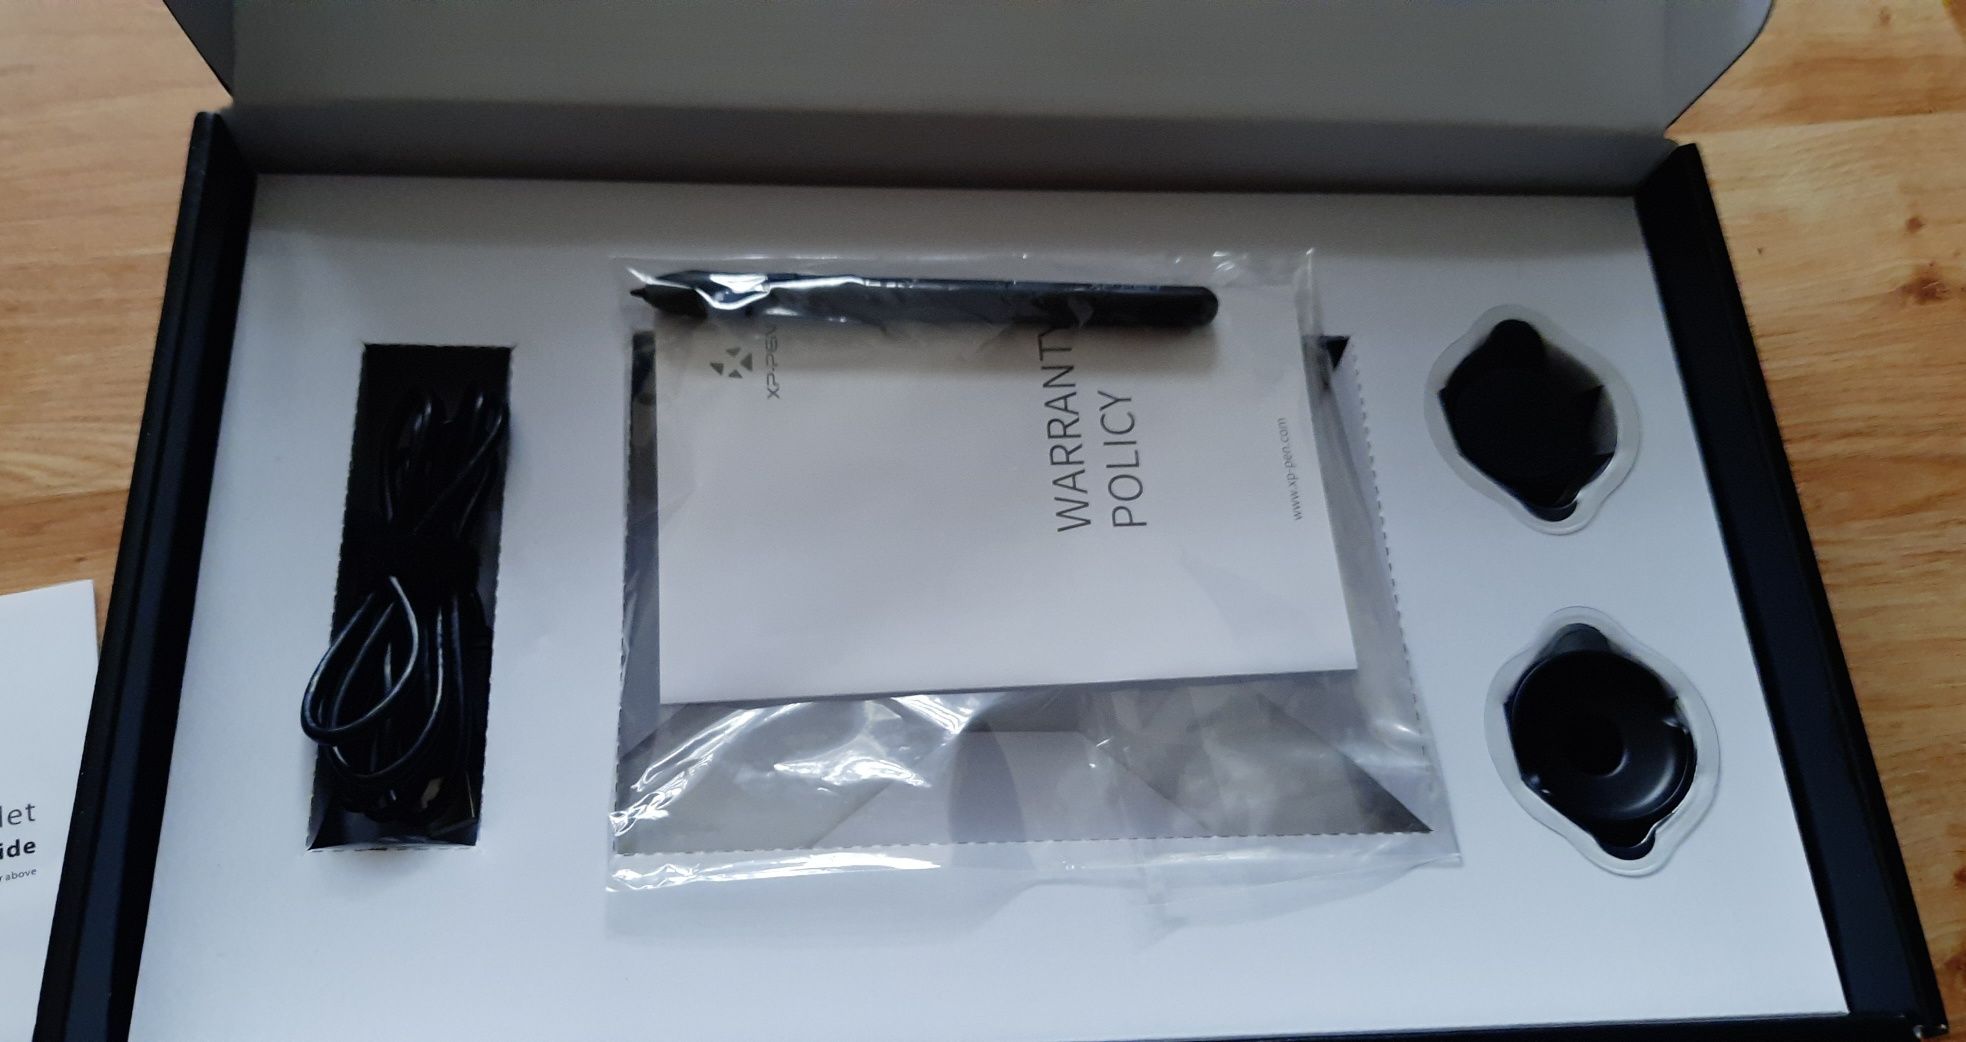 XP-PEN
WARRANTY
POLICY
www.xp-pen.com
let
ide
r above